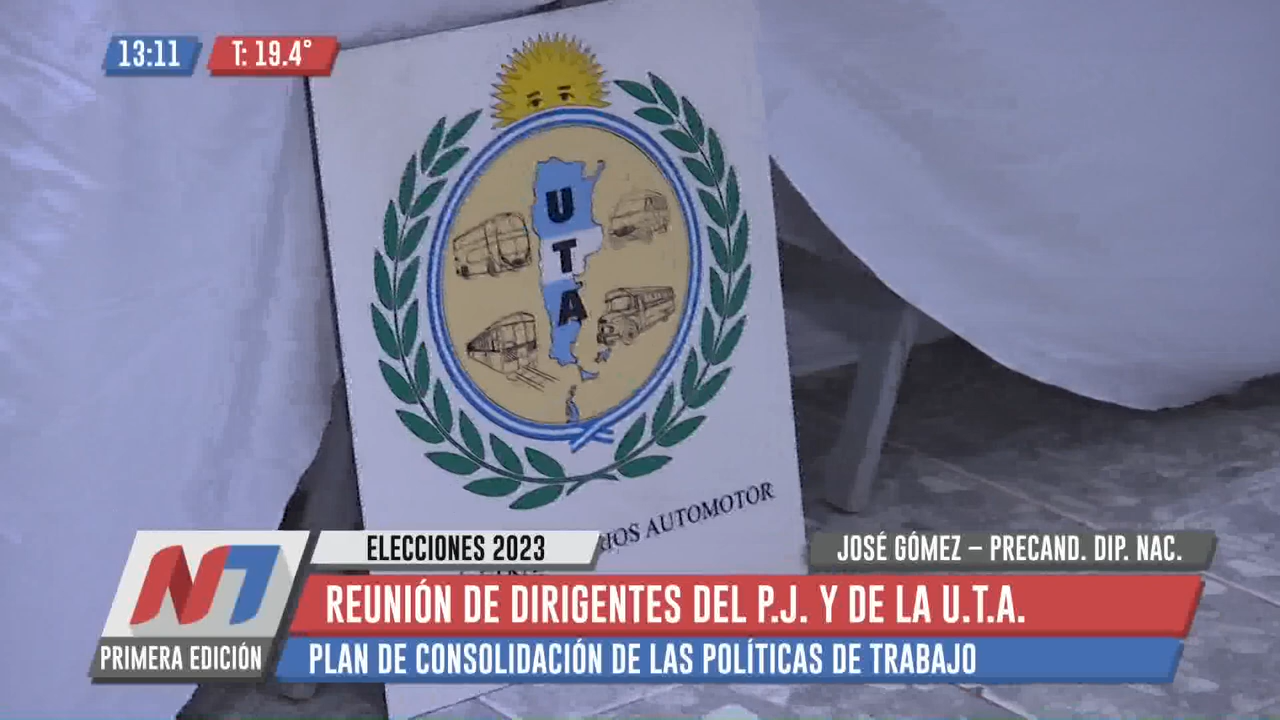 13:11
T: 19.4°
U
T
A
AUTOMOTOR
ELECCIONES 2023
JOSÉ GÓMEZ – PRECAND. DIP. NAC.
N7
REUNIÓN DE DIRIGENTES DEL P.J. Y DE LA U.T.A.
PRIMERA EDICIÓN
PLAN DE CONSOLIDACIÓN DE LAS POLÍTICAS DE TRABAJO